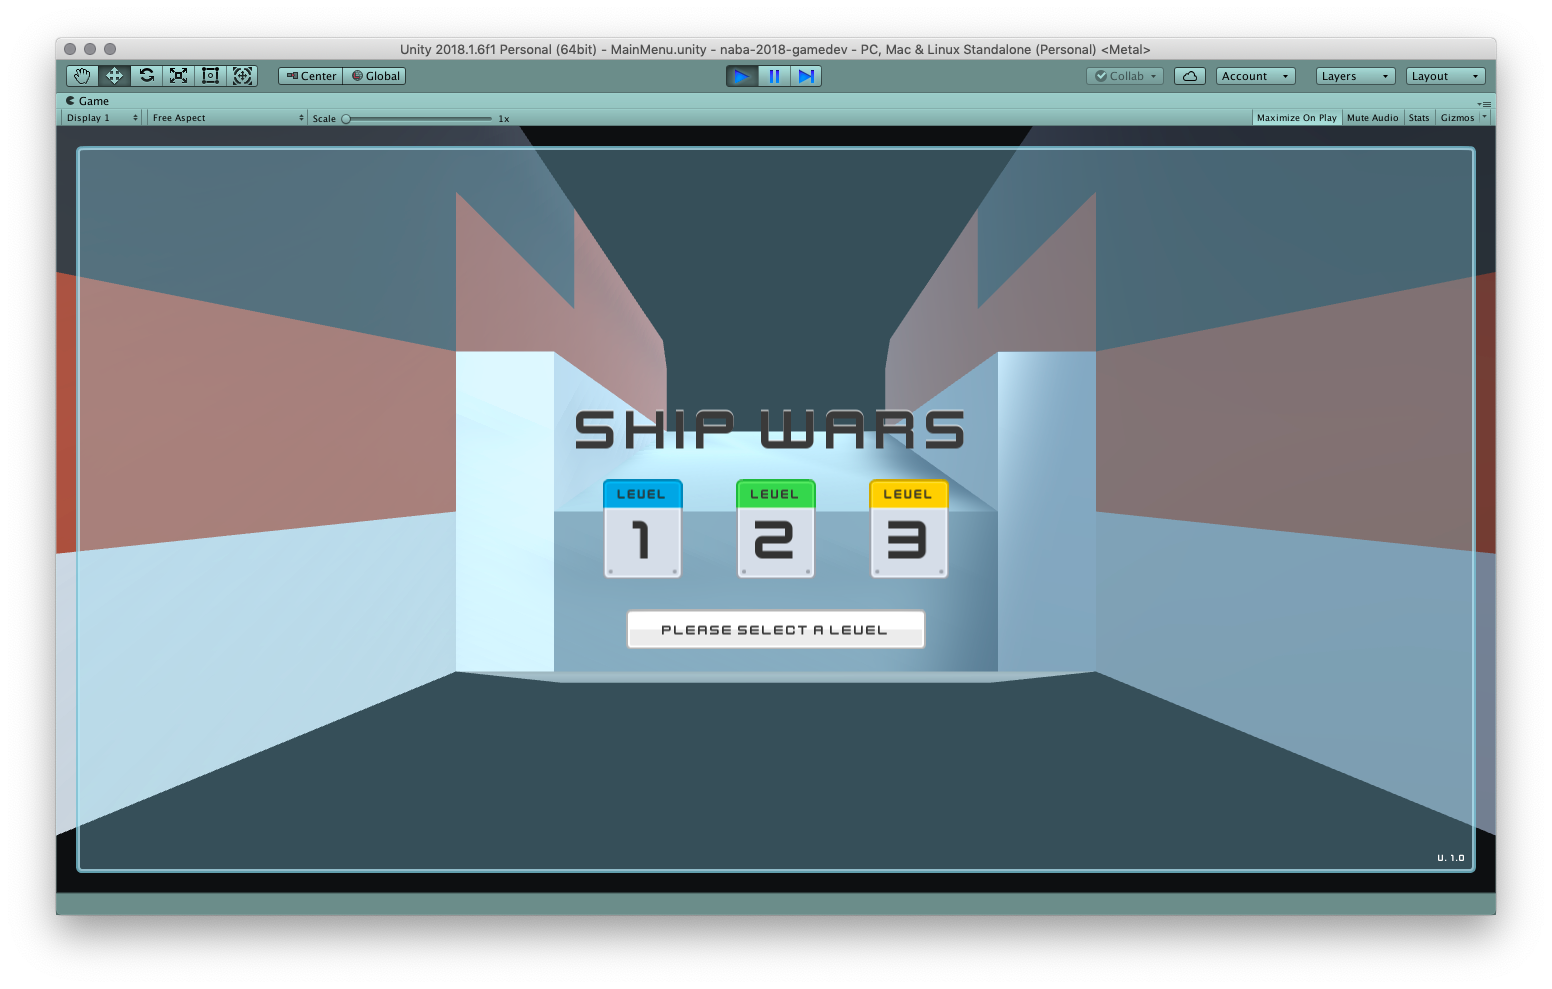 Unity 2018.1.6f1 Personal (64bit) - MainMenu.unity - naba-2018-gamedev - PC, Mac & Linux Standalone (Personal) <Metal>
Center Global Collab Account Layers Layout
Game
Display 1 Free Aspect Scale 1x Maximize On Play Mute Audio Stats Gizmos
SHIP WARS
LEVEL LEVEL LEVEL
1 2 3
PLEASE SELECT A LEVEL
V. 1.0